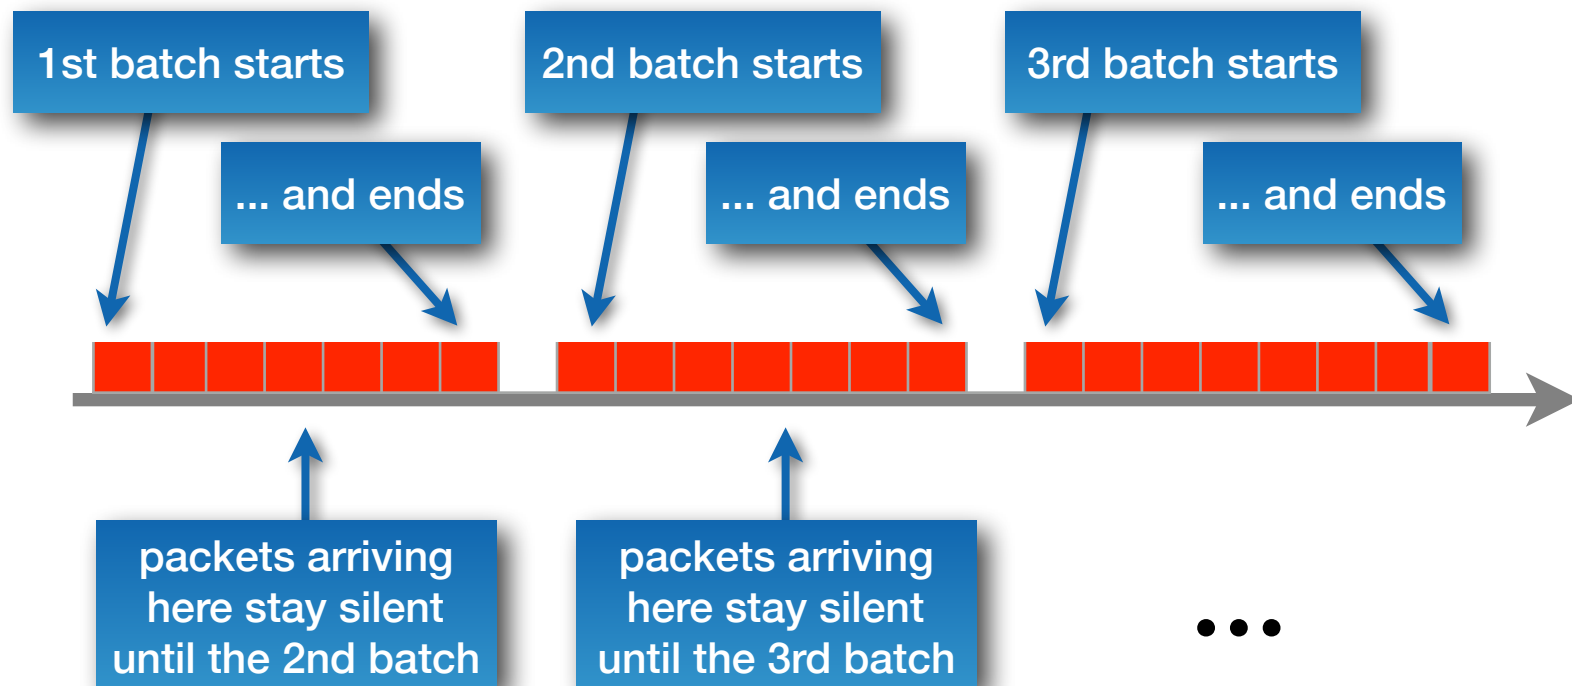 1st batch starts
2nd batch starts
3rd batch starts
... and ends
... and ends
... and ends
packets arriving
here stay silent
until the 2nd batch
packets arriving
here stay silent
until the 3rd batch
...